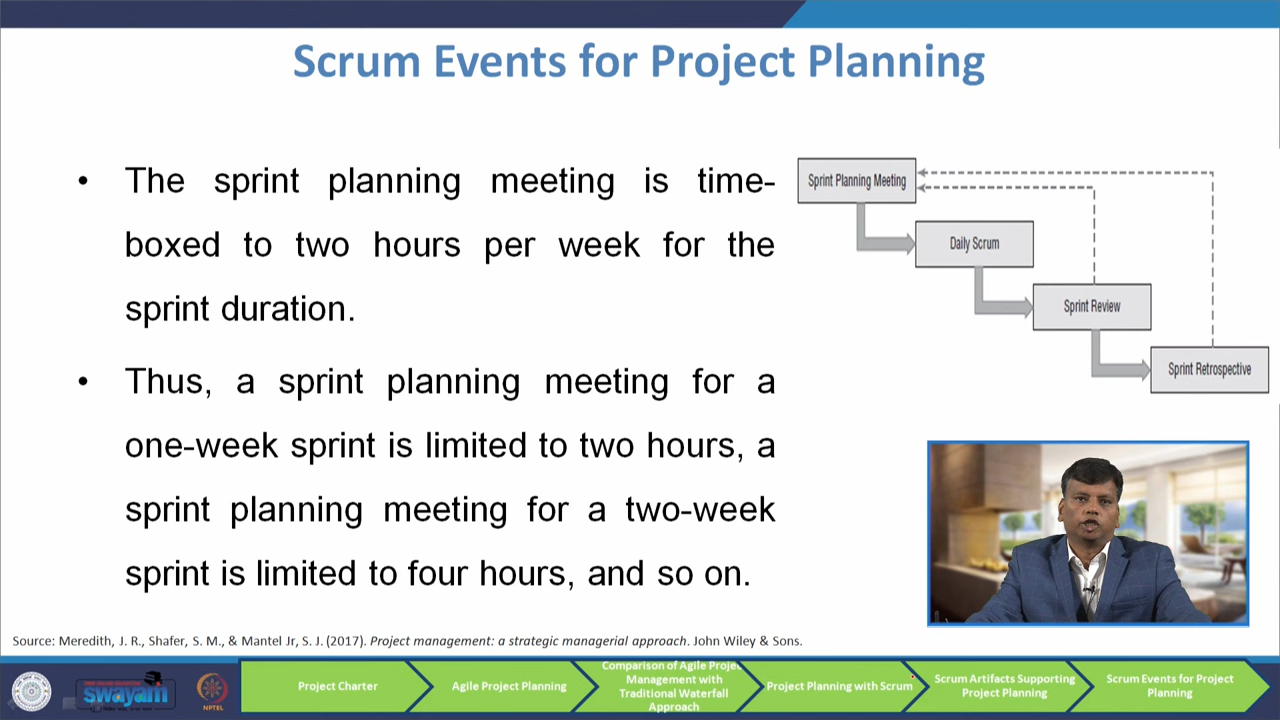 Scrum Events for Project Planning
• The sprint planning meeting is time-
boxed to two hours per week for the
sprint duration.
• Thus, a sprint planning meeting for a
one-week sprint is limited to two hours, a
sprint planning meeting for a two-week
sprint is limited to four hours, and so on.
Sprint Planning Meeting
Daily Scrum
Sprint Review
Sprint Retrospective
Source: Meredith, J. R., Shafer, S. M., & Mantel Jr, S. J. (2017). Project management: a strategic managerial approach. John Wiley & Sons.
swayam
NPTEL
Project Charter
Agile Project Planning
Comparison of Agile Project
Management with
Traditional Waterfall
Approach
Project Planning with Scrum
Scrum Artifacts Supporting
Project Planning
Scrum Events for Project
Planning